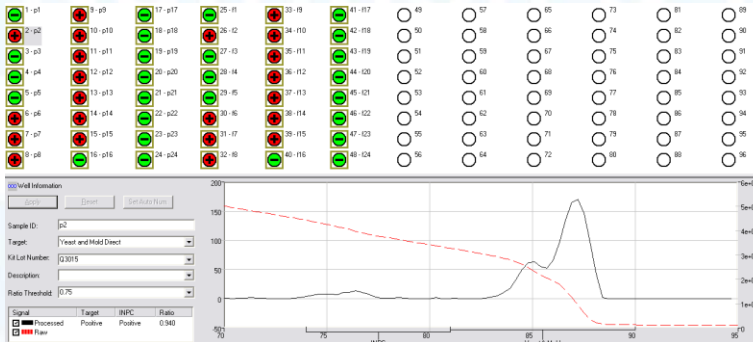 1 - p1 9 - p9 17 - p17 25 - f1 33 - f9 41 - f17 49 57 65 73 81 89
2 - p2 10 - p10 18 - p18 26 - f2 34 - f10 42 - f18 50 58 66 74 82 90
3 - p3 11 - p11 19 - p19 27 - f3 35 - f11 43 - f19 51 59 67 75 83 91
4 - p4 12 - p12 20 - p20 28 - f4 36 - f12 44 - f20 52 60 68 76 84 92
5 - p5 13 - p13 21 - p21 29 - f5 37 - f13 45 - f21 53 61 69 77 85 93
6 - p6 14 - p14 22 - p22 30 - f6 38 - f14 46 - f22 54 62 70 78 86 94
7 - p7 15 - p15 23 - p23 31 - f7 39 - f15 47 - f23 55 63 71 79 87 95
8 - p8 16 - p16 24 - p24 32 - f8 40 - f16 48 - f24 56 64 72 80 88 96
Well Information
Apply Reset Set Auto Num
Sample ID: p2
Target: Yeast and Mold Direct
Kit Lot Number: Q3015
Description:
Ratio Threshold: 0.75
Signal Target INPC Ratio
Processed Positive Positive 0.940
Raw
200
150
100
50
0
-50
70 75 80 85 90 95
INPC
6e+0
5e+0
4e+0
3e+0
2e+0
1e+0
0